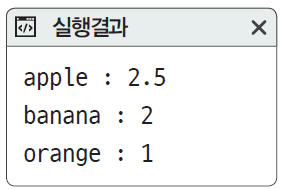 실행결과
apple : 2.5
banana : 2
orange : 1